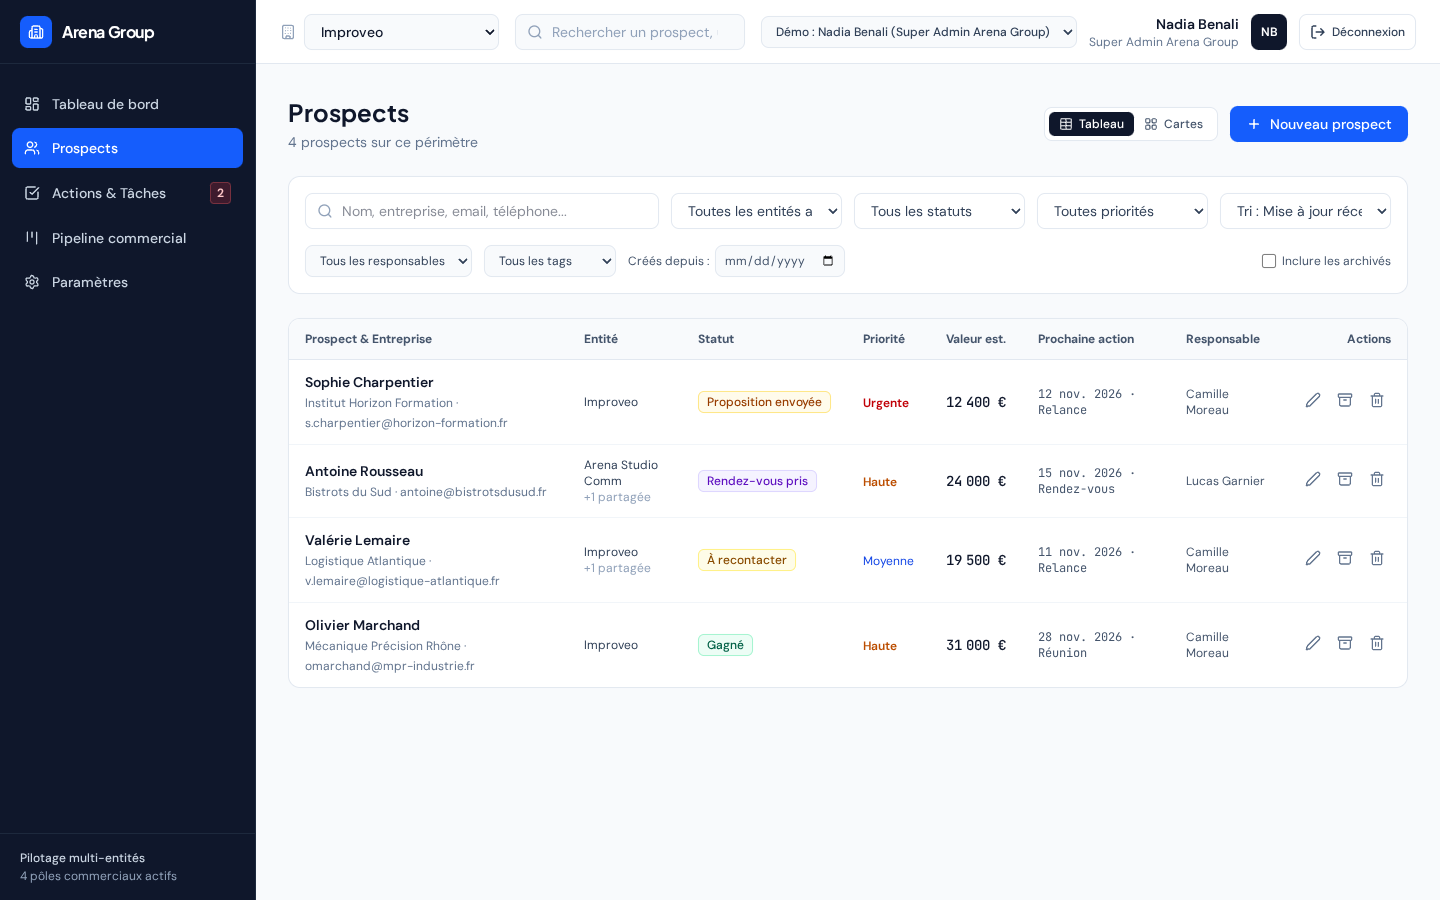 Arena Group
Improveo
Rechercher un prospect,
Démo : Nadia Benali (Super Admin Arena Group)
Nadia Benali
Super Admin Arena Group
NB
Déconnexion
Tableau de bord
Prospects
Actions & Tâches
2
Pipeline commercial
Paramètres
Prospects
4 prospects sur ce périmètre
Tableau
Cartes
Nouveau prospect
Nom, entreprise, email, téléphone...
Toutes les entités a
Tous les statuts
Toutes priorités
Tri : Mise à jour réce
Tous les responsables
Tous les tags
Créés depuis :
mm/dd/yyyy
Inclure les archivés
Prospect & Entreprise
Entité
Statut
Priorité
Valeur est.
Prochaine action
Responsable
Actions
Sophie Charpentier
Institut Horizon Formation ·
s.charpentier@horizon-formation.fr
Improveo
Proposition envoyée
Urgente
12 400 €
12 nov. 2026 ·
Relance
Camille
Moreau
Antoine Rousseau
Bistrots du Sud · antoine@bistrotsdusud.fr
Arena Studio
Comm
+1 partagée
Rendez-vous pris
Haute
24 000 €
15 nov. 2026 ·
Rendez-vous
Lucas Garnier
Valérie Lemaire
Logistique Atlantique ·
v.lemaire@logistique-atlantique.fr
Improveo
+1 partagée
À recontacter
Moyenne
19 500 €
11 nov. 2026 ·
Relance
Camille
Moreau
Olivier Marchand
Mécanique Précision Rhône ·
omarchand@mpr-industrie.fr
Improveo
Gagné
Haute
31 000 €
28 nov. 2026 ·
Réunion
Camille
Moreau
Pilotage multi-entités
4 pôles commerciaux actifs